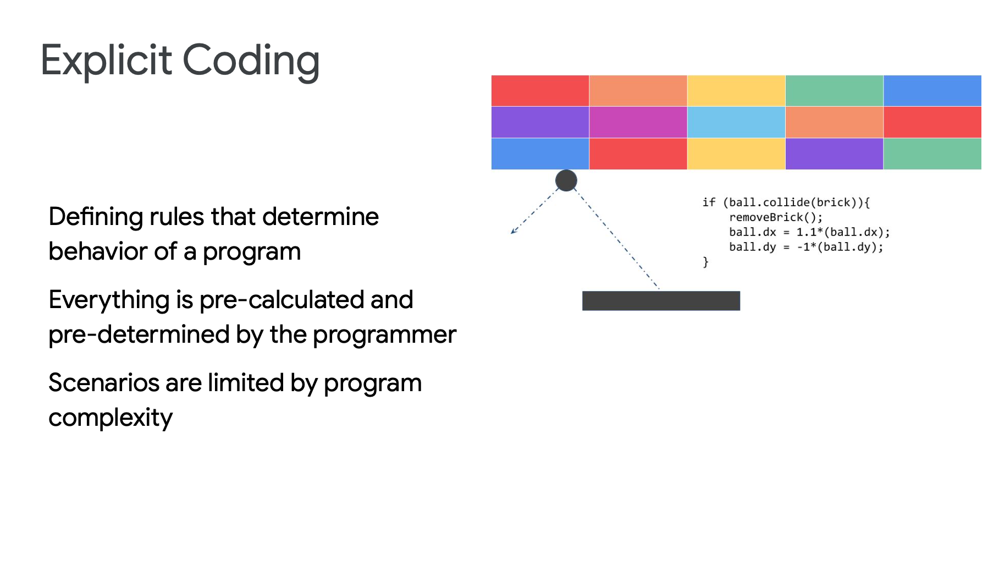 Explicit Coding
Defining rules that determine
behavior of a program
Everything is pre-calculated and
pre-determined by the programmer
Scenarios are limited by program
complexity
if (ball.collide(brick)){
    removeBrick();
    ball.dx = 1.1*(ball.dx);
    ball.dy = -1*(ball.dy);
}